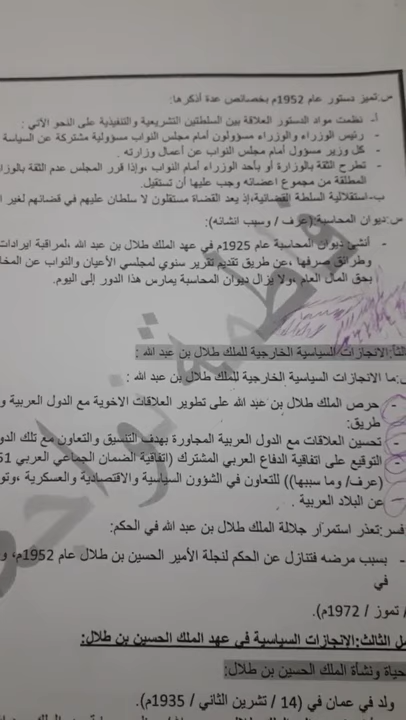 س:تميز دستور عام 1952م بخصائص عدة أذكرها:
أ- نظمت مواد الدستور العلاقة بين السلطتين التشريعية والتنفيذية على النحو الآتي :
- رئيس الوزراء والوزراء مسؤولون أمام مجلس النواب مسؤولية مشتركة عن السياسة
- كل وزير مسؤول أمام مجلس النواب عن أعمال وزارته .
- تطرح الثقة بالوزارة أو بأحد الوزراء أمام النواب ،وإذا قرر المجلس عدم الثقة بالوزا
المطلقة من مجموع اعضائه وجب عليها أن تستقيل.
ب-استقلالية السلطة القضائية،إذ يعد القضاة مستقلون لا سلطان عليهم في قضائهم لغير ا
س:ديوان المحاسبة (عرف / وسبب انشائه):
- أنشئ ديوان المحاسبة عام 1925م في عهد الملك طلال بن عبد الله ،لمراقبة ايرادات
وطرائق صرفها ،عن طريق تقديم تقرير سنوي لمجلسي الأعيان والنواب عن المخا
بحق المال العام ،ولا يزال ديوان المحاسبة يمارس هذا الدور إلى اليوم.
الثاً:الانجازات السياسية الخارجية للملك طلال بن عبد الله :
س:ما الانجازات السياسية الخارجية للملك طلال بن عبد الله :
- حرص الملك طلال بن عبد الله على تطوير العلاقات الاخوية مع الدول العربية و
طريق:
- تحسين العلاقات مع الدول العربية المجاورة بهدف التنسيق والتعاون مع تلك الدو
- التوقيع على اتفاقية الدفاع العربي المشترك (اتفاقية الضمان الجماعي العربي 51
(عرف/ وما سببها)) للتعاون في الشؤون السياسية والاقتصادية والعسكرية ،وتو
عن البلاد العربية .
فسر:تعذر استمرار جلالة الملك طلال بن عبد الله في الحكم:
- بسبب مرضه فتنازل عن الحكم لنجلة الأمير الحسين بن طلال عام 1952م، و
في
/ تموز / 1972م).
ل الثالث:الانجازات السياسية في عهد الملك الحسين بن طلال:
حياة ونشأة الملك الحسين بن طلال:
ولد في عمان في (14 / تشرين الثاني / 1935م).